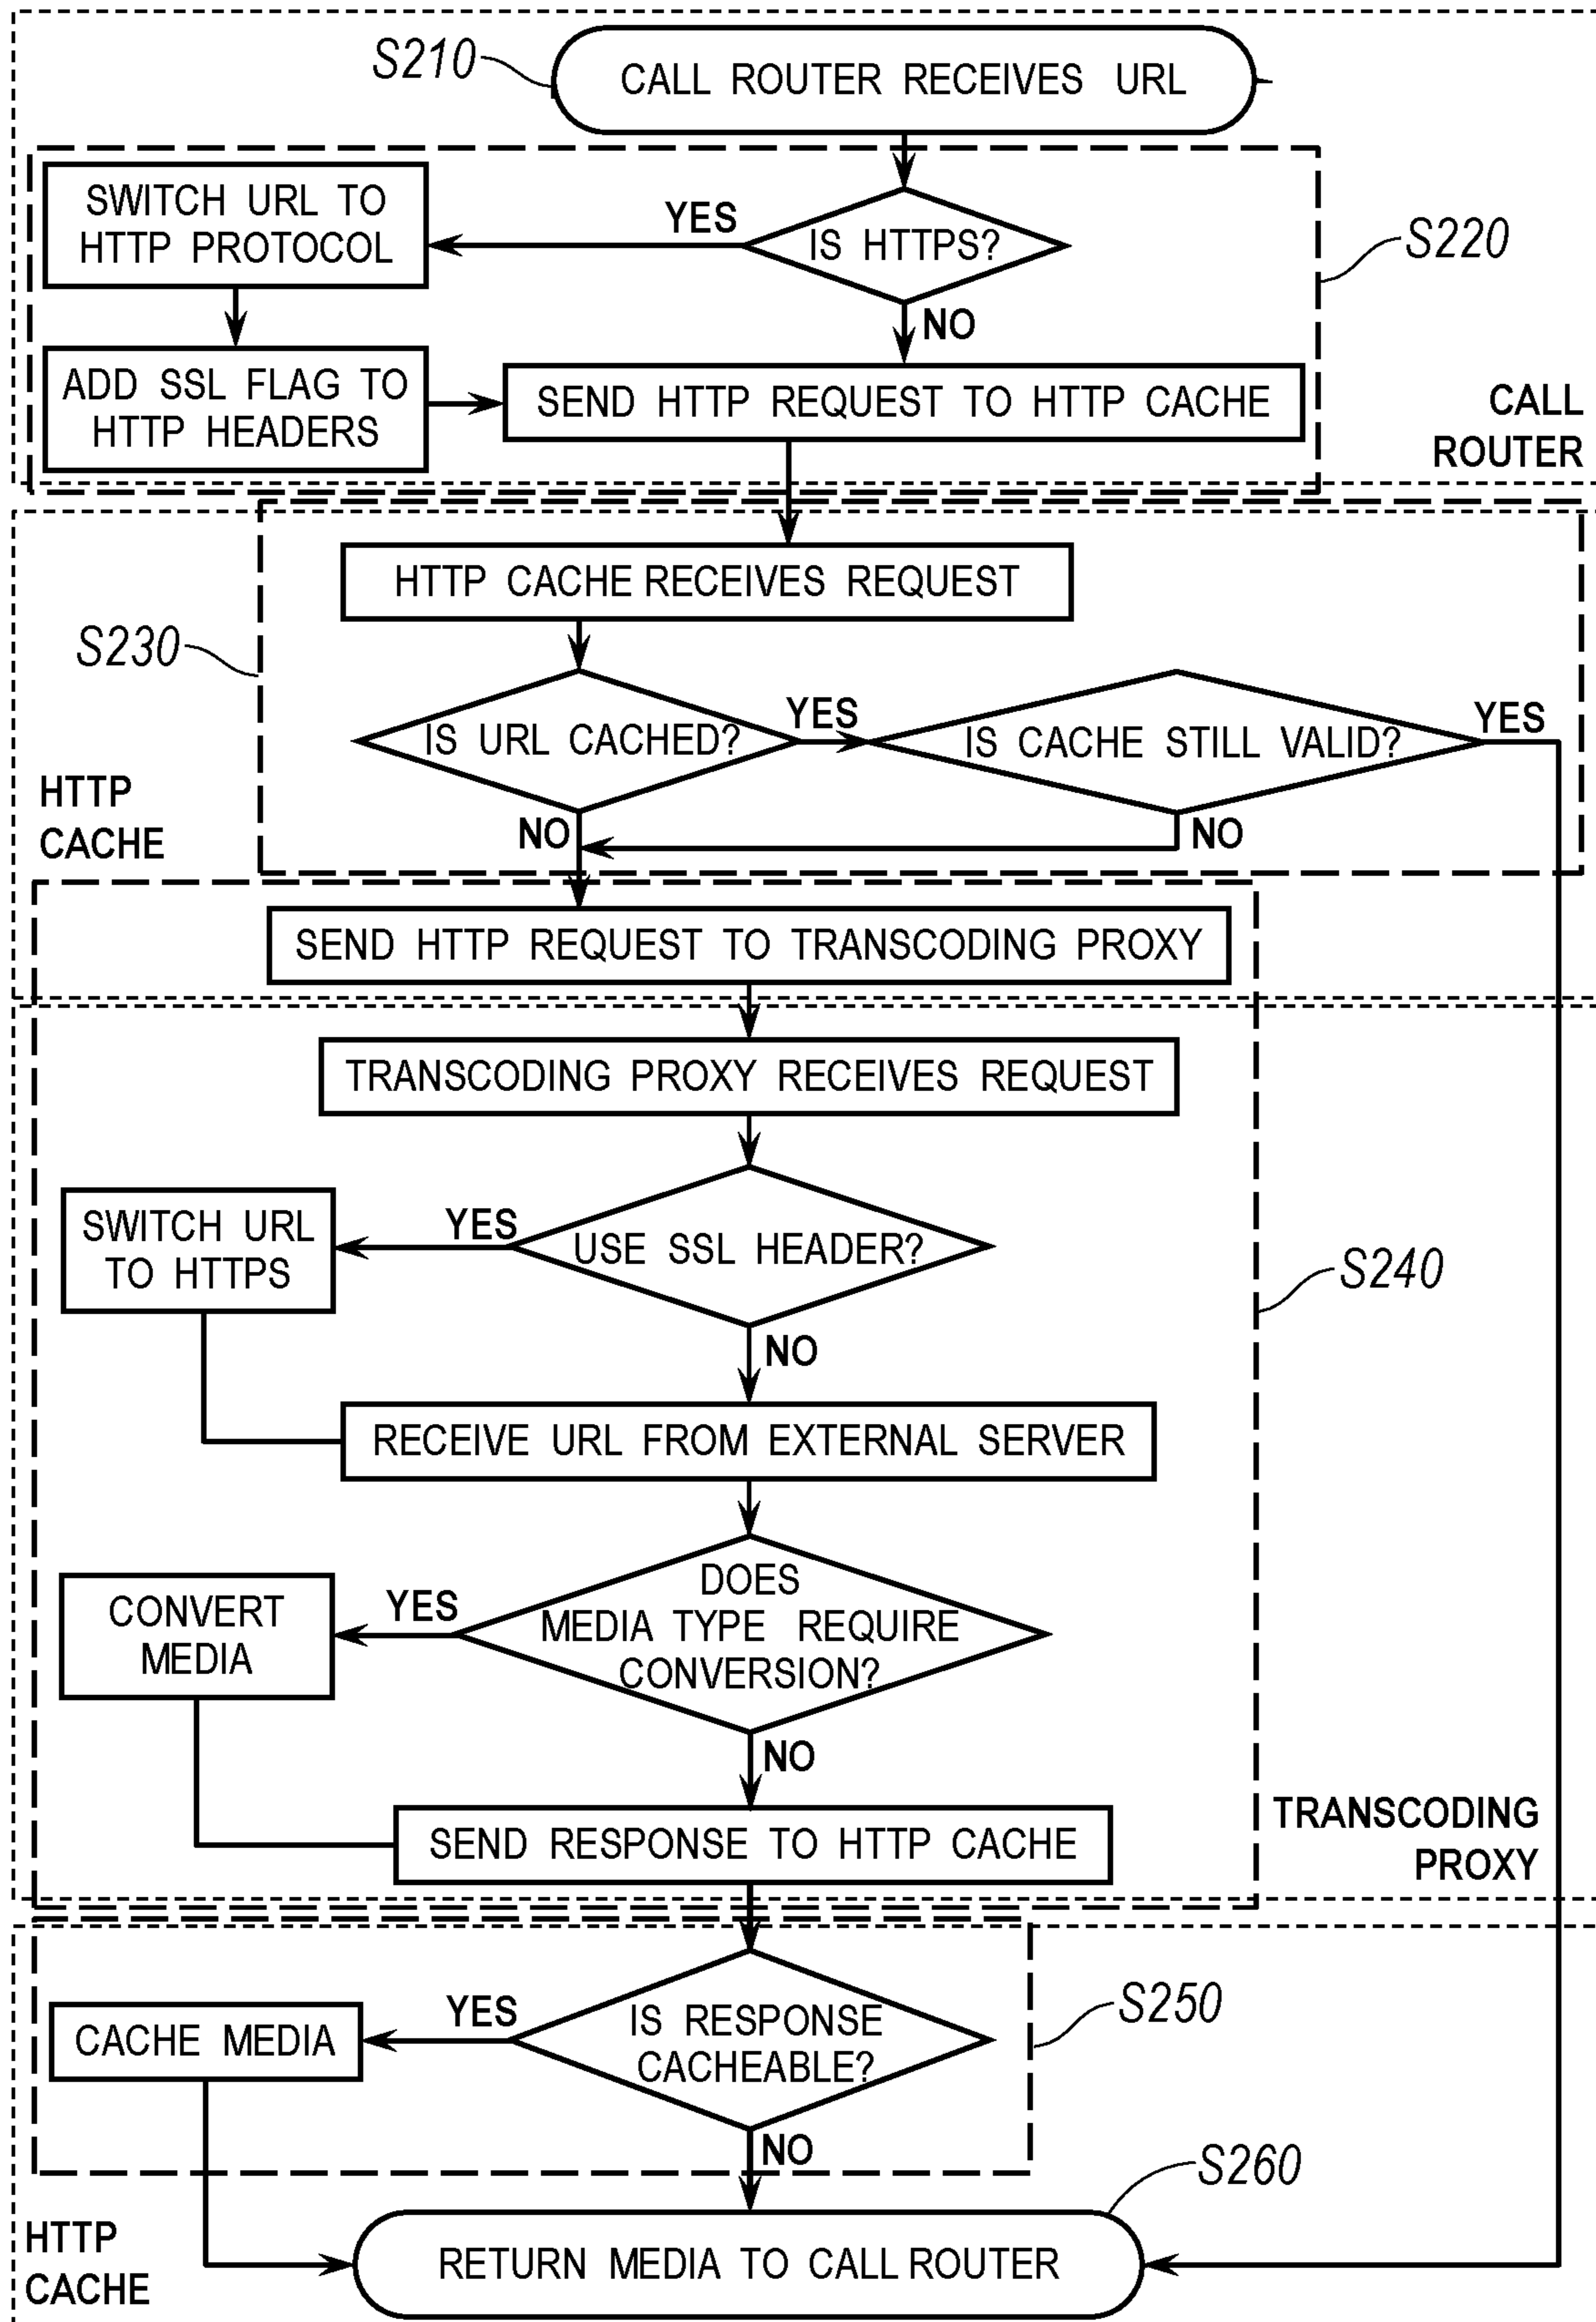 S210
CALL ROUTER RECEIVES URL
SWITCH URL TO
HTTP PROTOCOL
YES
IS HTTPS?
S220
NO
ADD SSL FLAG TO
HTTP HEADERS
SEND HTTP REQUEST TO HTTP CACHE
CALL
ROUTER
HTTP CACHE RECEIVES REQUEST
S230
IS URL CACHED?
YES
IS CACHE STILL VALID?
YES
HTTP
CACHE
NO
NO
SEND HTTP REQUEST TO TRANSCODING PROXY
TRANSCODING PROXY RECEIVES REQUEST
SWITCH URL
TO HTTPS
YES
USE SSL HEADER?
S240
NO
RECEIVE URL FROM EXTERNAL SERVER
CONVERT
MEDIA
YES
DOES
MEDIA TYPE REQUIRE
CONVERSION?
NO
SEND RESPONSE TO HTTP CACHE
TRANSCODING
PROXY
CACHE MEDIA
YES
IS RESPONSE
CACHEABLE?
S250
NO
S260
HTTP
CACHE
RETURN MEDIA TO CALL ROUTER